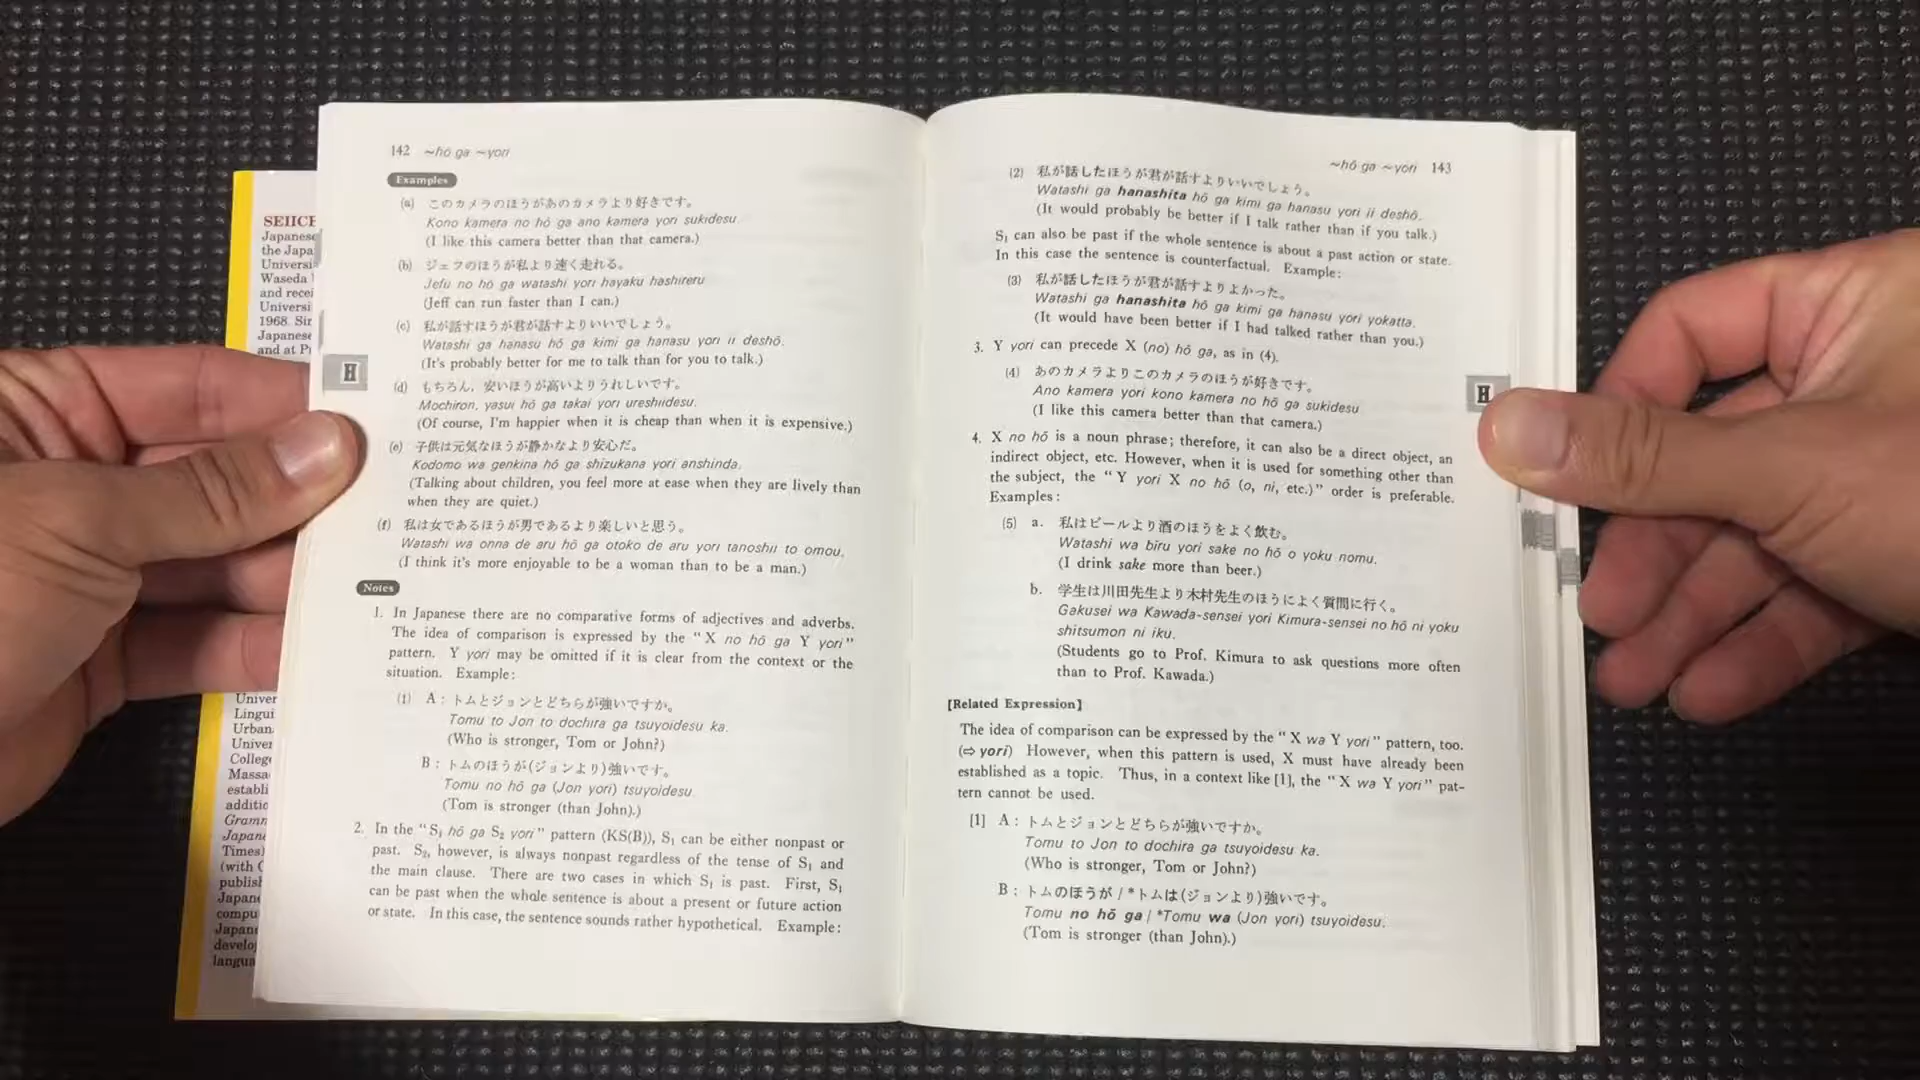 SEIICH
Japanese
the Japa
Universi
Waseda
and recei
Universi
1968. Sin
Japanese
and at P
Univer
Lingui
Urbana
Univer
College
Massa
establi
additio
Gramm
Japane
Times)
(with
publish
Japane
compu
Japan
develo
langua
142 ~hō ga ~yori
Examples
(a) このカメラのほうがあのカメラより好きです。
Kono kamera no hō ga ano kamera yori sukidesu.
(I like this camera better than that camera.)
(b) ジェフのほうが私より速く走れる。
Jefu no hō ga watashi yori hayaku hashireru
(Jeff can run faster than I can.)
(c) 私が話すほうが君が話すよりいいでしょう。
Watashi ga hanasu hō ga kimi ga hanasu yori ii deshō.
(It's probably better for me to talk than for you to talk.)
H
(d) もちろん, 安いほうが高いよりうれしいです。
Mochiron, yasui hō ga takai yori ureshiidesu.
(Of course, I'm happier when it is cheap than when it is expensive.)
(e) 子供は元気なほうが静かなより安心だ。
Kodomo wa genkina hō ga shizukana yori anshinda.
(Talking about children, you feel more at ease when they are lively than
when they are quiet.)
(f) 私は女であるほうが男であるより楽しいと思う。
Watashi wa onna de aru hō ga otoko de aru yori tanoshii to omou.
(I think it's more enjoyable to be a woman than to be a man.)
Notes
1. In Japanese there are no comparative forms of adjectives and adverbs.
The idea of comparison is expressed by the "X no hō ga Y yori"
pattern. Y yori may be omitted if it is clear from the context or the
situation. Example:
(1) A: トムとジョンとどちらが強いですか。
Tomu to Jon to dochira ga tsuyoidesu ka.
(Who is stronger, Tom or John?)
B: トムのほうが(ジョンより)強いです。
Tomu no hō ga (Jon yori) tsuyoidesu.
(Tom is stronger (than John).)
2. In the "S₁ hō ga S₂ yori" pattern (KS(B)), S₁ can be either nonpast or
past. S₂, however, is always nonpast regardless of the tense of S₁ and
the main clause. There are two cases in which S₁ is past. First, S₁
can be past when the whole sentence is about a present or future action
or state. In this case, the sentence sounds rather hypothetical. Example:
~hō ga ~yori 143
(2) 私が話したほうが君が話すよりいいでしょう。
Watashi ga hanashita hō ga kimi ga hanasu yori ii deshō.
(It would probably be better if I talk rather than if you talk.)
S₁ can also be past if the whole sentence is about a past action or state.
In this case the sentence is counterfactual. Example:
(3) 私が話したほうが君が話すよりよかった。
Watashi ga hanashita hō ga kimi ga hanasu yori yokatta.
(It would have been better if I had talked rather than you.)
3. Y yori can precede X (no) hō ga, as in (4).
(4) あのカメラよりこのカメラのほうが好きです。
Ano kamera yori kono kamera no hō ga sukidesu
(I like this camera better than that camera.)
H
4. X no hō is a noun phrase; therefore, it can also be a direct object, an
indirect object, etc. However, when it is used for something other than
the subject, the "Y yori X no hō (o, ni, etc.)" order is preferable.
Examples:
(5) a. 私はビールより酒のほうをよく飲む。
Watashi wa bīru yori sake no hō o yoku nomu.
(I drink sake more than beer.)
b. 学生は川田先生より木村先生のほうによく質問に行く。
Gakusei wa Kawada-sensei yori Kimura-sensei no hō ni yoku
shitsumon ni iku.
(Students go to Prof. Kimura to ask questions more often
than to Prof. Kawada.)
[Related Expression]
The idea of comparison can be expressed by the "X wa Y yori" pattern, too.
(⇨ yori) However, when this pattern is used, X must have already been
established as a topic. Thus, in a context like [1], the "X wa Y yori" pat-
tern cannot be used.
[1] A: トムとジョンとどちらが強いですか。
Tomu to Jon to dochira ga tsuyoidesu ka.
(Who is stronger, Tom or John?)
B: トムのほうが / *トムは(ジョンより)強いです。
Tomu no hō ga / *Tomu wa (Jon yori) tsuyoidesu.
(Tom is stronger (than John).)